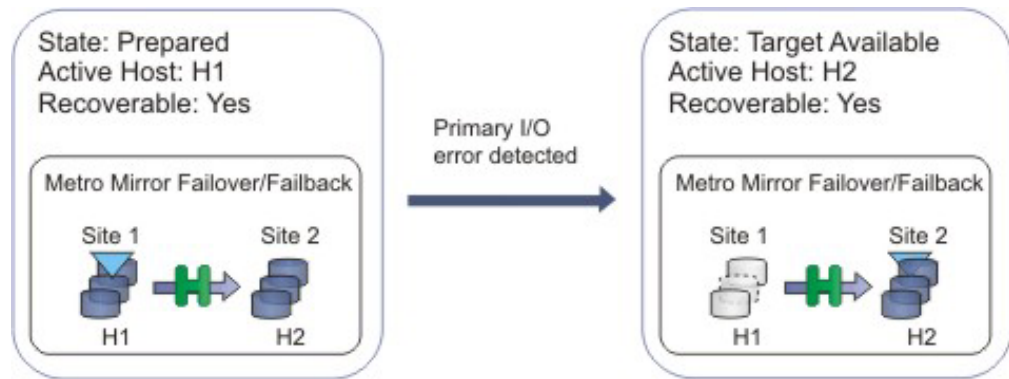 State: Prepared
Active Host: H1
Recoverable: Yes
Metro Mirror Failover/Failback
Site 1
Site 2
H1
H2
Primary I/O
error detected
State: Target Available
Active Host: H2
Recoverable: Yes
Metro Mirror Failover/Failback
Site 1
Site 2
H1
H2